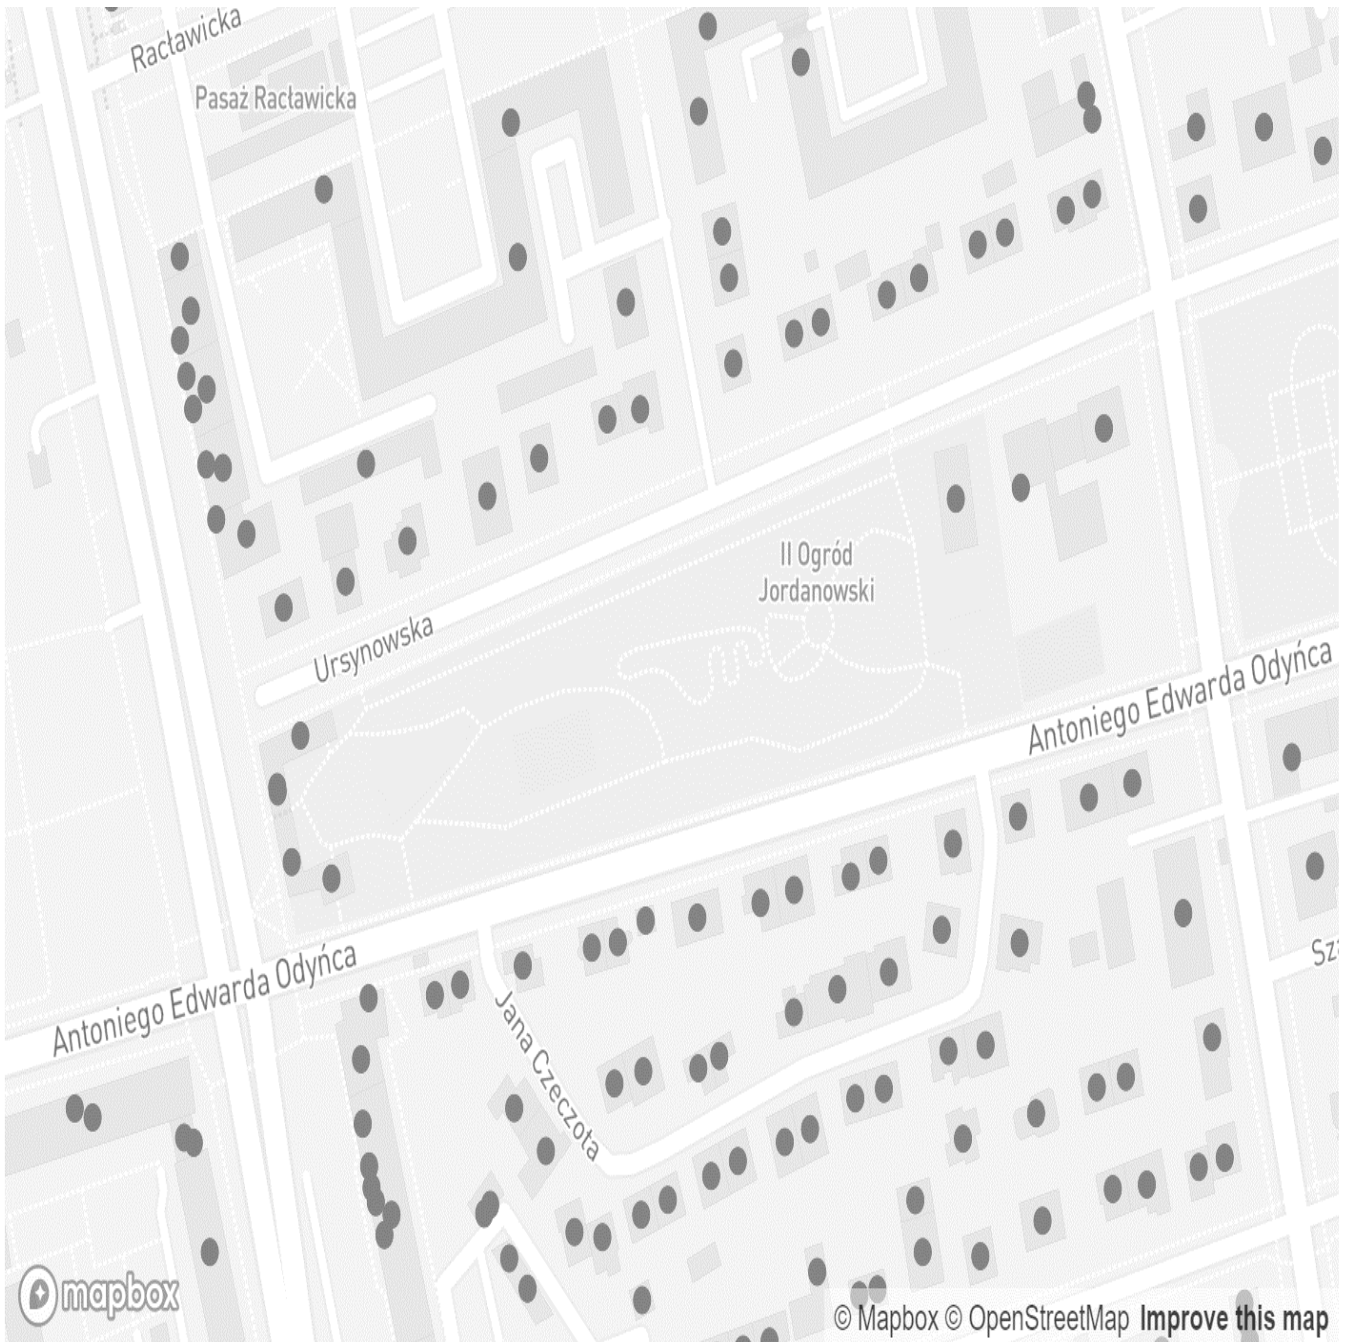 Racławicka
Pasaż Racławicka
II Ogród
Jordanowski
Ursynowska
Antoniego Edwarda Odyńca
Antoniego Edwarda Odyńca
Jana Czeczota
mapbox
© Mapbox © OpenStreetMap Improve this map